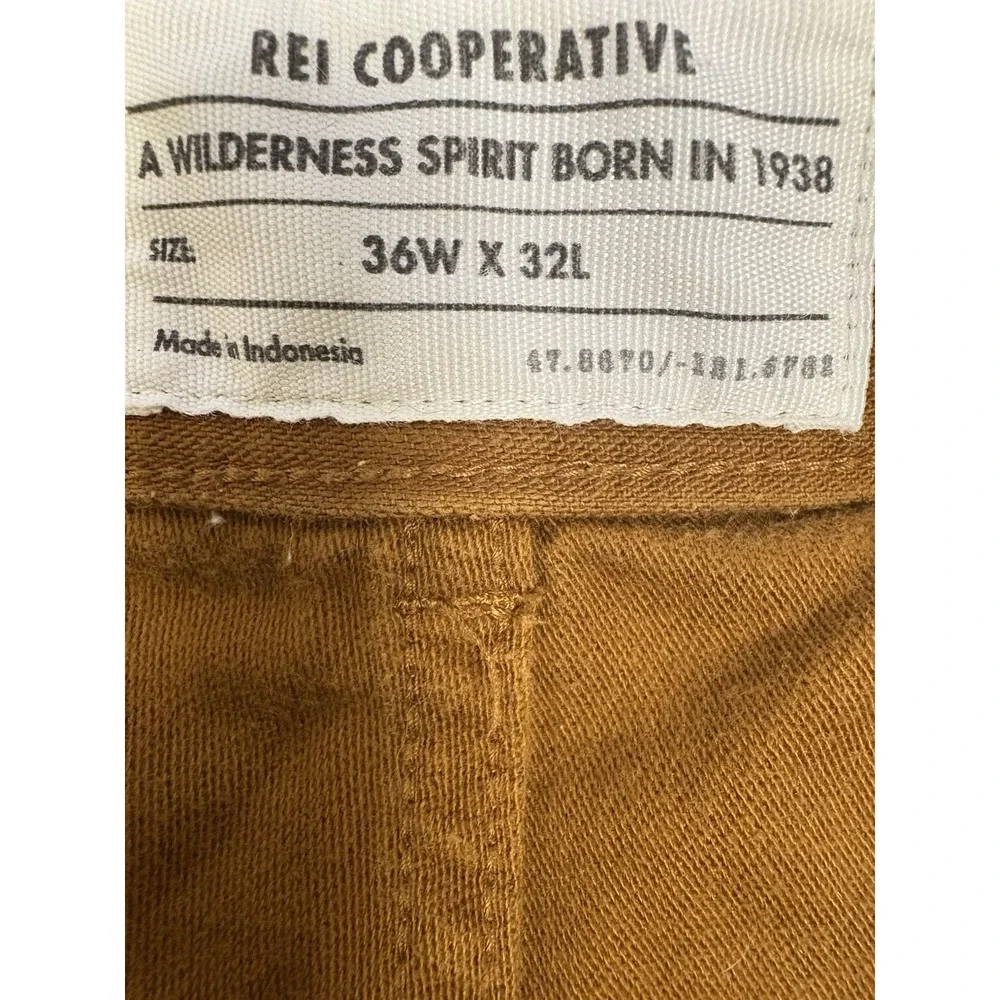 REI COOPERATIVE
A WILDERNESS SPIRIT BORN IN 1938
SIZE: 36W X 32L
Made in Indonesia